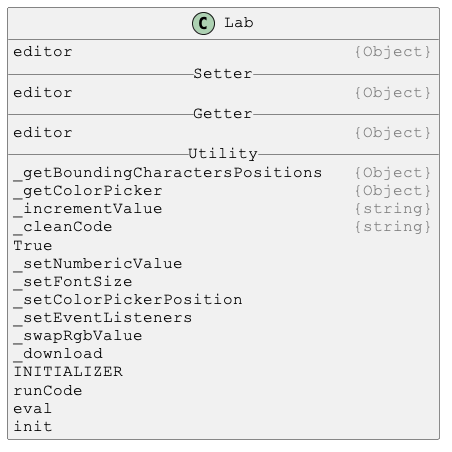 C Lab
editor {Object}
Setter
editor {Object}
Getter
editor {Object}
Utility
_getBoundingCharactersPositions {Object}
_getColorPicker {Object}
_incrementValue {string}
_cleanCode {string}
True
_setNumbericValue
_setFontSize
_setColorPickerPosition
_setEventListeners
_swapRgbValue
_download
INITIALIZER
runCode
eval
init